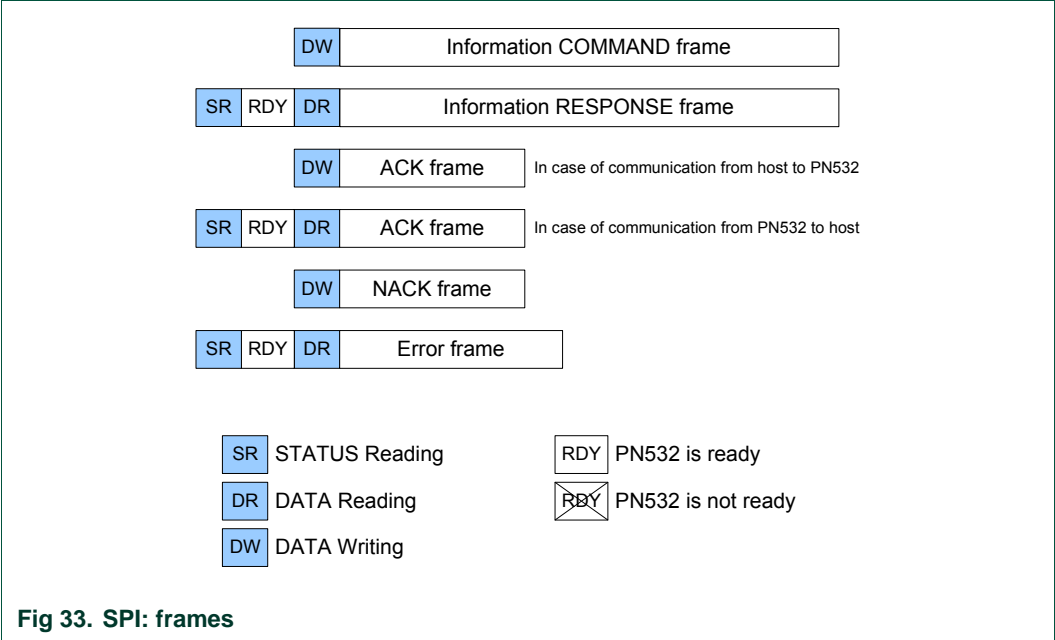 DW Information COMMAND frame
SR RDY DR Information RESPONSE frame
DW ACK frame In case of communication from host to PN532
SR RDY DR ACK frame In case of communication from PN532 to host
DW NACK frame
SR RDY DR Error frame
SR STATUS Reading RDY PN532 is ready
DR DATA Reading RDY PN532 is not ready
DW DATA Writing
Fig 33. SPI: frames